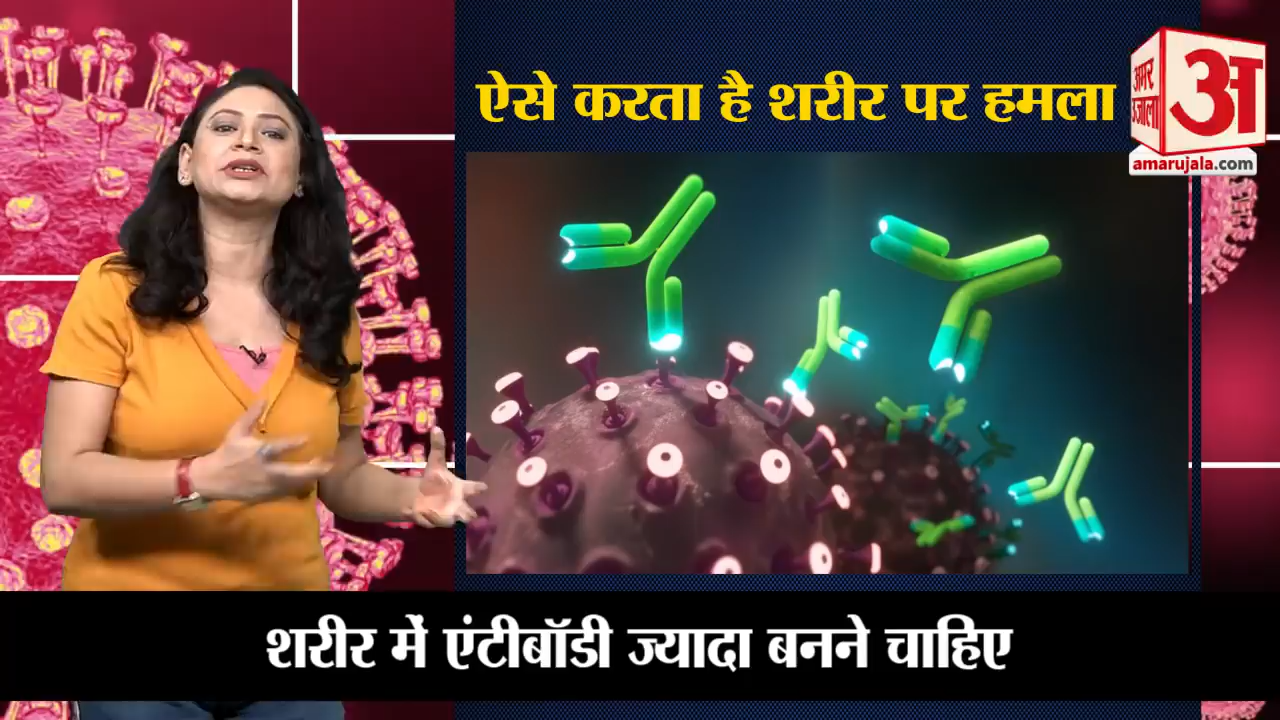 ऐसे करता है शरीर पर हमला
अमर उजाला
अ
amarujala.com
शरीर में एंटीबॉडी ज्यादा बनने चाहिए